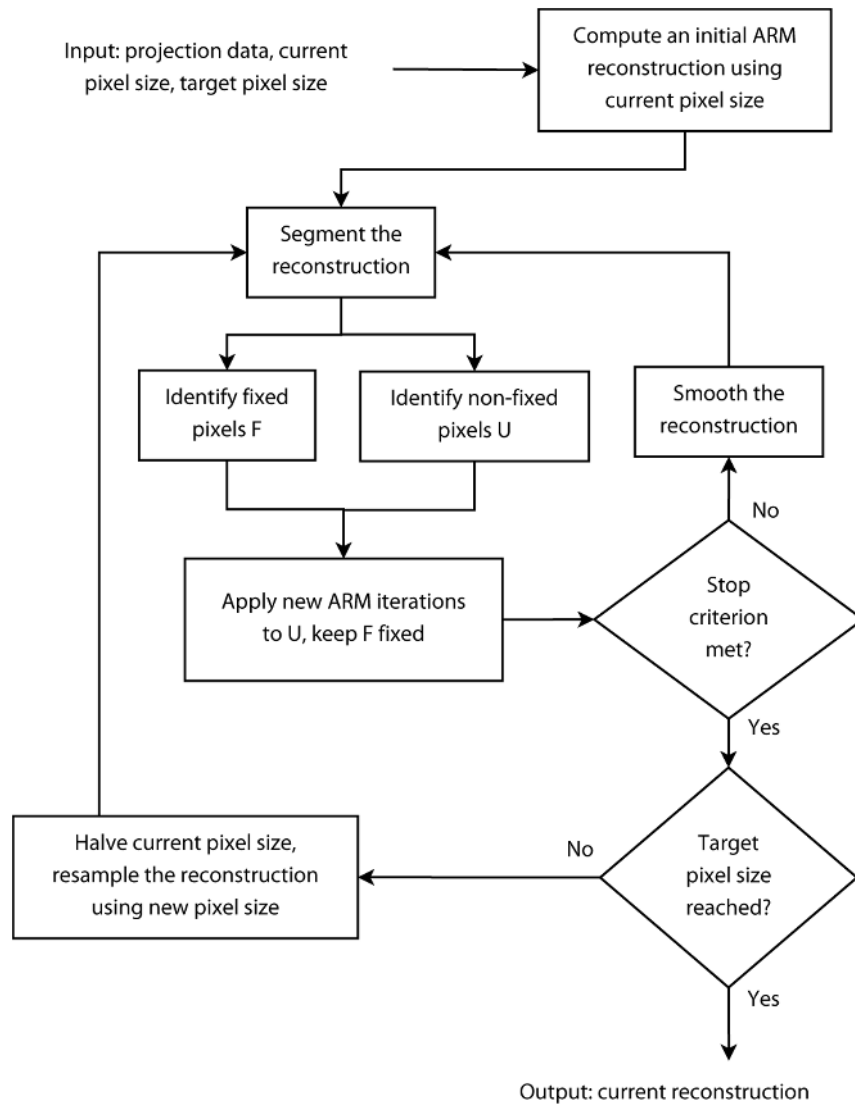 Input: projection data, current
pixel size, target pixel size
Compute an initial ARM
reconstruction using
current pixel size
Segment the
reconstruction
Identify fixed
pixels F
Identify non-fixed
pixels U
Smooth the
reconstruction
No
Apply new ARM iterations
to U, keep F fixed
Stop
criterion
met?
Yes
Halve current pixel size,
resample the reconstruction
using new pixel size
No
Target
pixel size
reached?
Yes
Output: current reconstruction